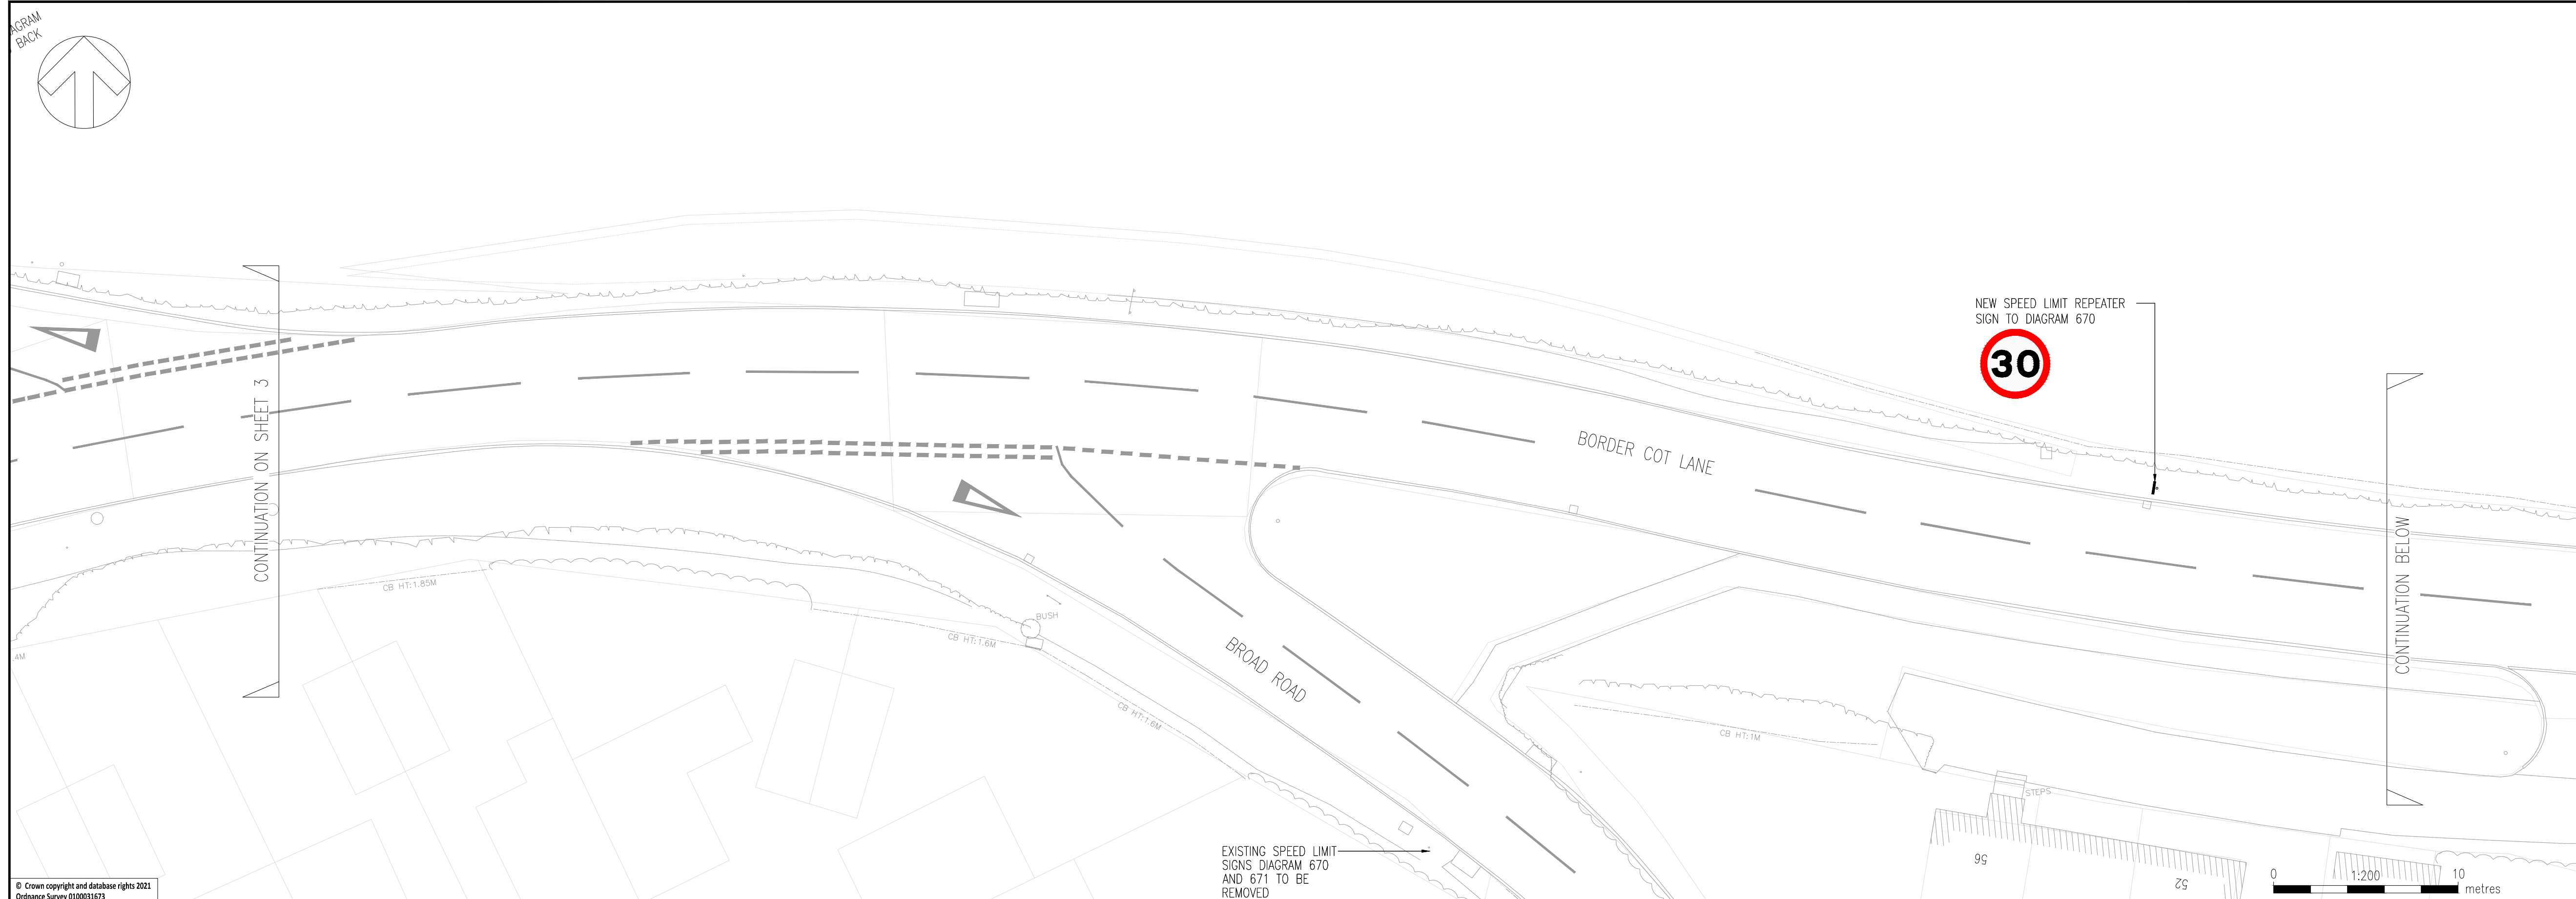 AGRAM
BACK
NEW SPEED LIMIT REPEATER
SIGN TO DIAGRAM 670
30
CONTINUATION ON SHEET 3
BORDER COT LANE
CONTINUATION BELOW
CB HT:1.85M
BUSH
CB HT:1.6M
4M
BROAD ROAD
CB HT:1.6M
CB HT:1M
STEPS
EXISTING SPEED LIMIT
SIGNS DIAGRAM 670
AND 671 TO BE
REMOVED
56
52
0 1:200 10
metres
© Crown copyright and database rights 2021
Ordnance Survey 0100031673